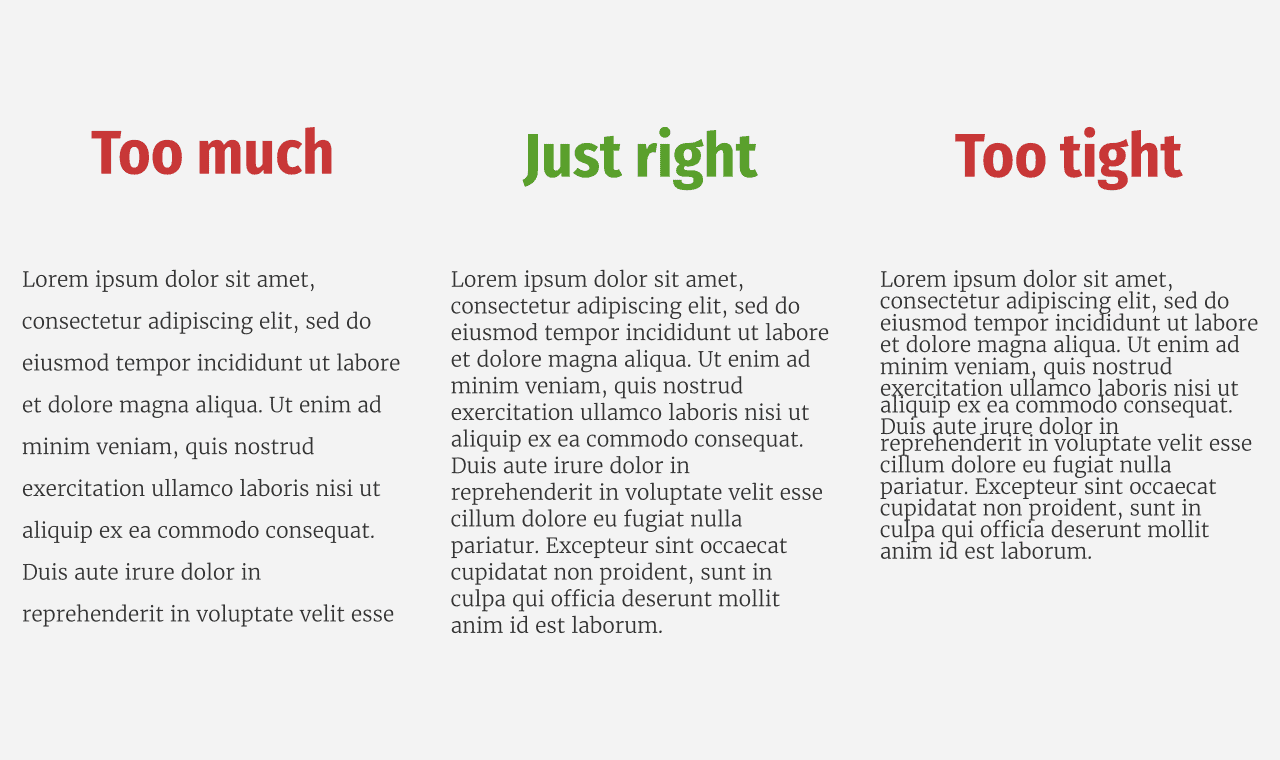 Too much
Lorem ipsum dolor sit amet,
consectetur adipiscing elit, sed do
eiusmod tempor incididunt ut labore
et dolore magna aliqua. Ut enim ad
minim veniam, quis nostrud
exercitation ullamco laboris nisi ut
aliquip ex ea commodo consequat.
Duis aute irure dolor in
reprehenderit in voluptate velit esse
Just right
Lorem ipsum dolor sit amet,
consectetur adipiscing elit, sed do
eiusmod tempor incididunt ut labore
et dolore magna aliqua. Ut enim ad
minim veniam, quis nostrud
exercitation ullamco laboris nisi ut
aliquip ex ea commodo consequat.
Duis aute irure dolor in
reprehenderit in voluptate velit esse
cillum dolore eu fugiat nulla
pariatur. Excepteur sint occaecat
cupidatat non proident, sunt in
culpa qui officia deserunt mollit
anim id est laborum.
Too tight
Lorem ipsum dolor sit amet,
consectetur adipiscing elit, sed do
eiusmod tempor incididunt ut labore
et dolore magna aliqua. Ut enim ad
minim veniam, quis nostrud
exercitation ullamco laboris nisi ut
aliquip ex ea commodo consequat.
Duis aute irure dolor in
reprehenderit in voluptate velit esse
cillum dolore eu fugiat nulla
pariatur. Excepteur sint occaecat
cupidatat non proident, sunt in
culpa qui officia deserunt mollit
anim id est laborum.